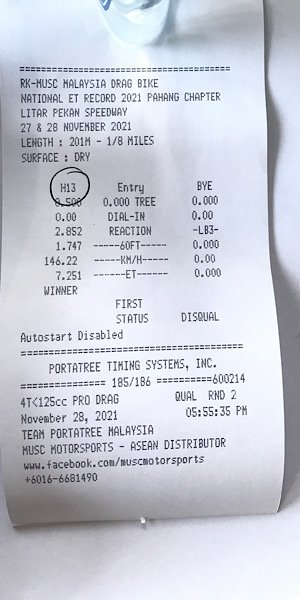 =====================================
RK-MUSC MALAYSIA DRAG BIKE
NATIONAL ET RECORD 2021 PAHANG CHAPTER
LITAR PEKAN SPEEDWAY
27 & 28 NOVEMBER 2021
LENGTH : 201M - 1/8 MILES
SURFACE : DRY
H13 Entry BYE
0.500 0.000 TREE 0.000
0.00 DIAL-IN 0.00
2.852 REACTION -LB3-
1.747 ------60FT----- 0.000
146.22 -----KM/H----- 0.00
7.251 ------ET------ 0.000
WINNER
FIRST
STATUS DISQUAL
Autostart Disabled
=======================================
PORTATREE TIMING SYSTEMS, INC.
=============== 185/186 ==========600214
4T<125cc PRO DRAG QUAL RND 2
November 28, 2021 05:55:35 PM
TEAM PORTATREE MALAYSIA
MUSC MOTORSPORTS - ASEAN DISTRIBUTOR
www.facebook.com/muscmotorsports
+6016-6681490